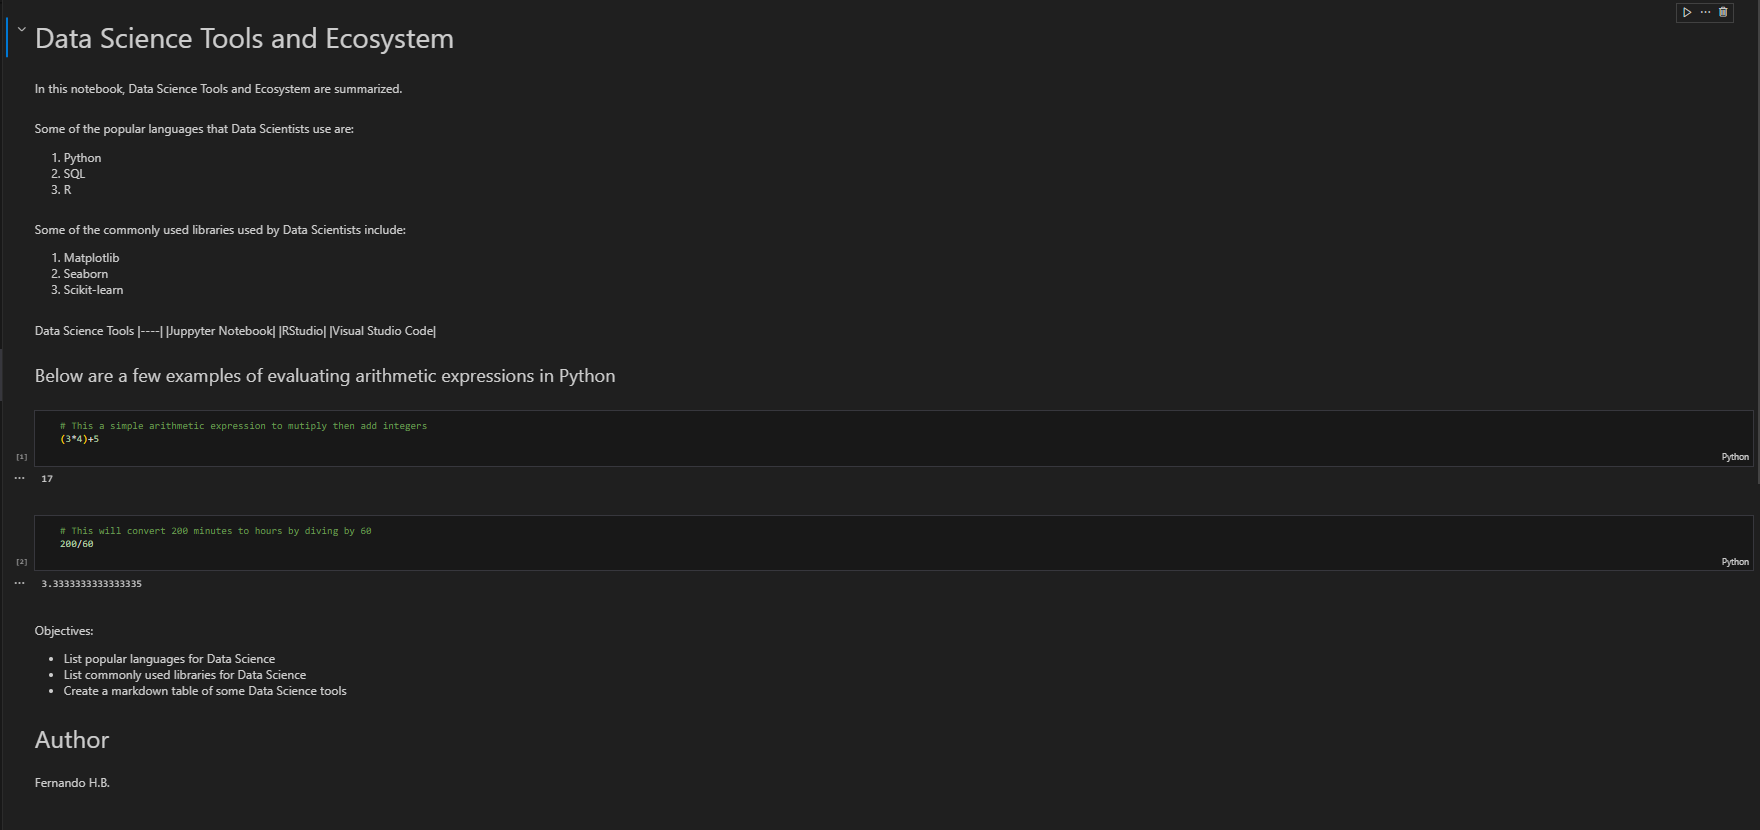 Data Science Tools and Ecosystem
In this notebook, Data Science Tools and Ecosystem are summarized.
Some of the popular languages that Data Scientists use are:
1. Python
2. SQL
3. R
Some of the commonly used libraries used by Data Scientists include:
1. Matplotlib
2. Seaborn
3. Scikit-learn
Data Science Tools |----| |Juppyter Notebook| |RStudio| |Visual Studio Code|
Below are a few examples of evaluating arithmetic expressions in Python
# This a simple arithmetic expression to mutiply then add integers
(3*4)+5
[1]
Python
17
# This will convert 200 minutes to hours by diving by 60
200/60
[2]
Python
3.3333333333333335
Objectives:
• List popular languages for Data Science
• List commonly used libraries for Data Science
• Create a markdown table of some Data Science tools
Author
Fernando H.B.